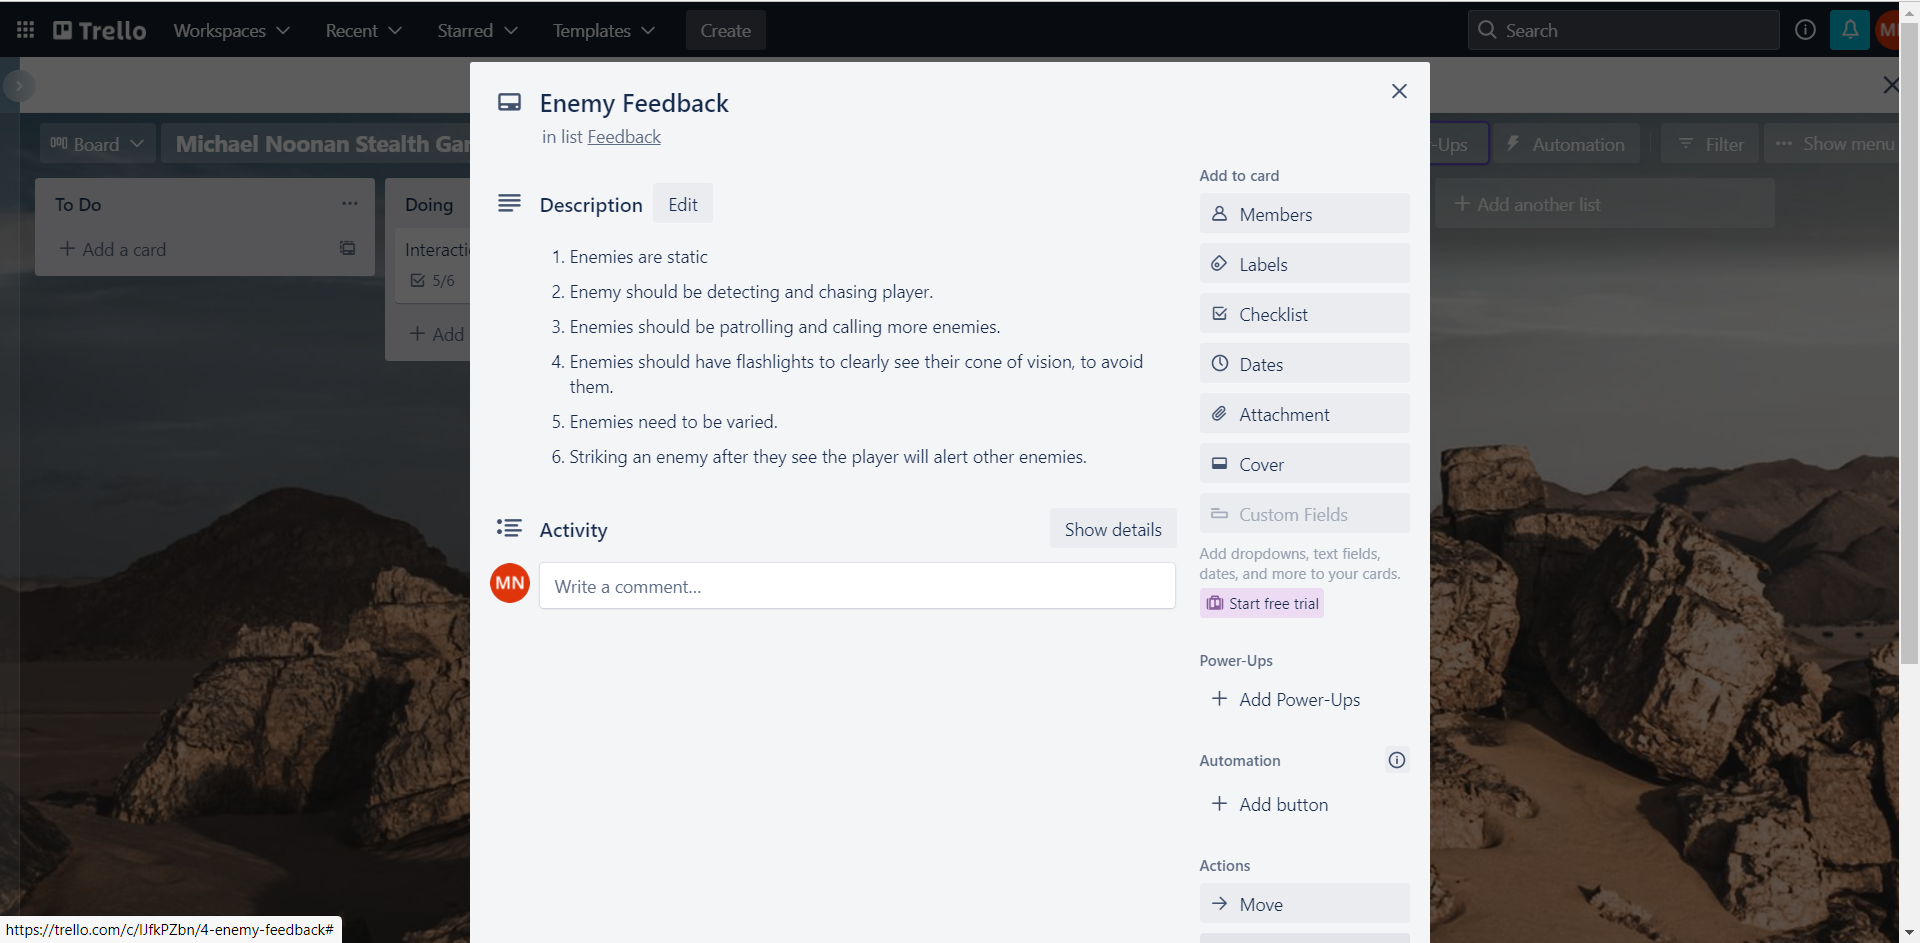 Trello
Workspaces
Recent
Starred
Templates
Create
Search
Board
Michael Noonan Stealth
-Ups
Automation
Filter
Show menu
To Do
Add a card
Doing
5/6
Add
Add another list
Enemy Feedback
in list Feedback
Description
Edit
1. Enemies are static
2. Enemy should be detecting and chasing player.
3. Enemies should be patrolling and calling more enemies.
4. Enemies should have flashlights to clearly see their cone of vision, to avoid
them.
5. Enemies need to be varied.
6. Striking an enemy after they see the player will alert other enemies.
Activity
Show details
MN
Write a comment...
Add to card
Members
Labels
Checklist
Dates
Attachment
Cover
Custom Fields
Add dropdowns, text fields,
dates, and more to your cards.
Start free trial
Power-Ups
Add Power-Ups
Automation
Add button
Actions
Move
https://trello.com/c/lJfkPZbn/4-enemy-feedback#